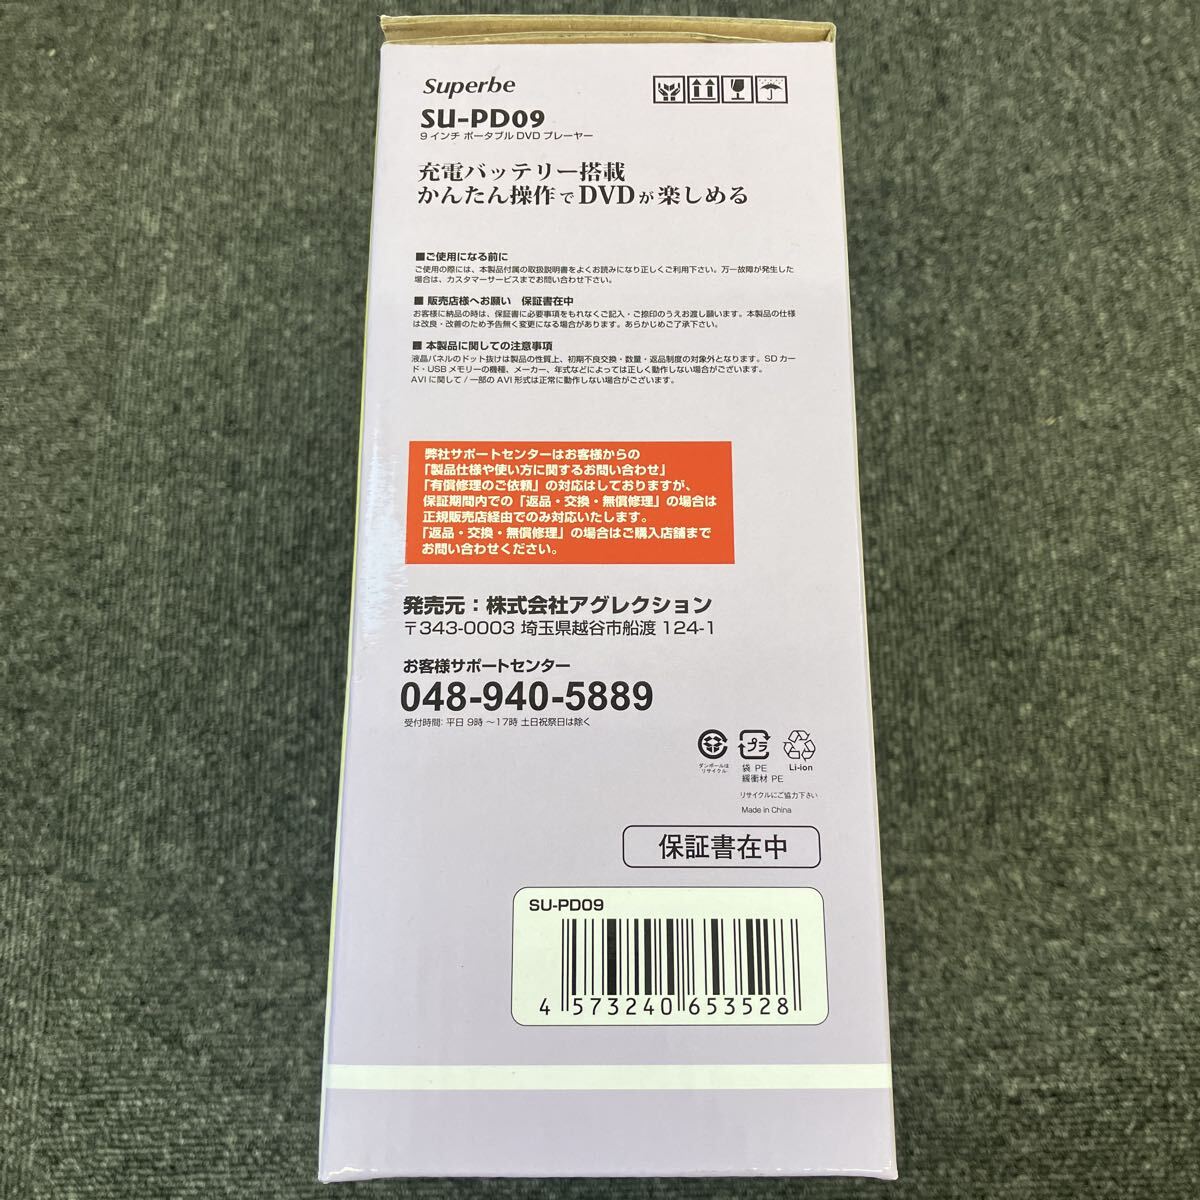 Superbe
SU-PD09
9 インチ ポータブル DVD プレーヤー
充電バッテリー搭載
かんたん操作でDVDが楽しめる
■ご使用になる前に
ご使用の際には、本製品付属の取扱説明書をよくお読みになり正しくご利用下さい。万一故障が発生した
場合は、カスタマーサービスまでお問い合わせ下さい。
■ 販売店様へお願い 保証書在中
お客様に納品の時は、保証書に必要事項をもれなくご記入・ご捺印のうえお渡し願います。本製品の仕様
は改良・改善のため予告無く変更になる場合があります。あらかじめご了承下さい。
■ 本製品に関しての注意事項
液晶パネルのドット抜けは製品の性質上、初期不良交換・数量・返品制度の対象外となります。SD カー
ド・USB メモリーの機種、メーカー、年式などによっては正しく動作しない場合がございます。
AVI に関して / 一部の AVI 形式は正常に動作しない場合がございます。
弊社サポートセンターはお客様からの
「製品仕様や使い方に関するお問い合わせ」
「有償修理のご依頼」の対応はしておりますが、
保証期間内での「返品・交換・無償修理」の場合は
正規販売店経由でのみ対応いたします。
「返品・交換・無償修理」の場合はご購入店舗まで
お問い合わせください。
発売元：株式会社アグレクション
〒343-0003 埼玉県越谷市船渡 124-1
お客様サポートセンター
048-940-5889
受付時間: 平日 9時 〜17時 土日祝祭日は除く
ダンボールは
リサイクル
プラ
袋 PE
緩衝材 PE
Li-ion
リサイクルにご協力下さい
Made in China
保証書在中
SU-PD09
4 573240 653528